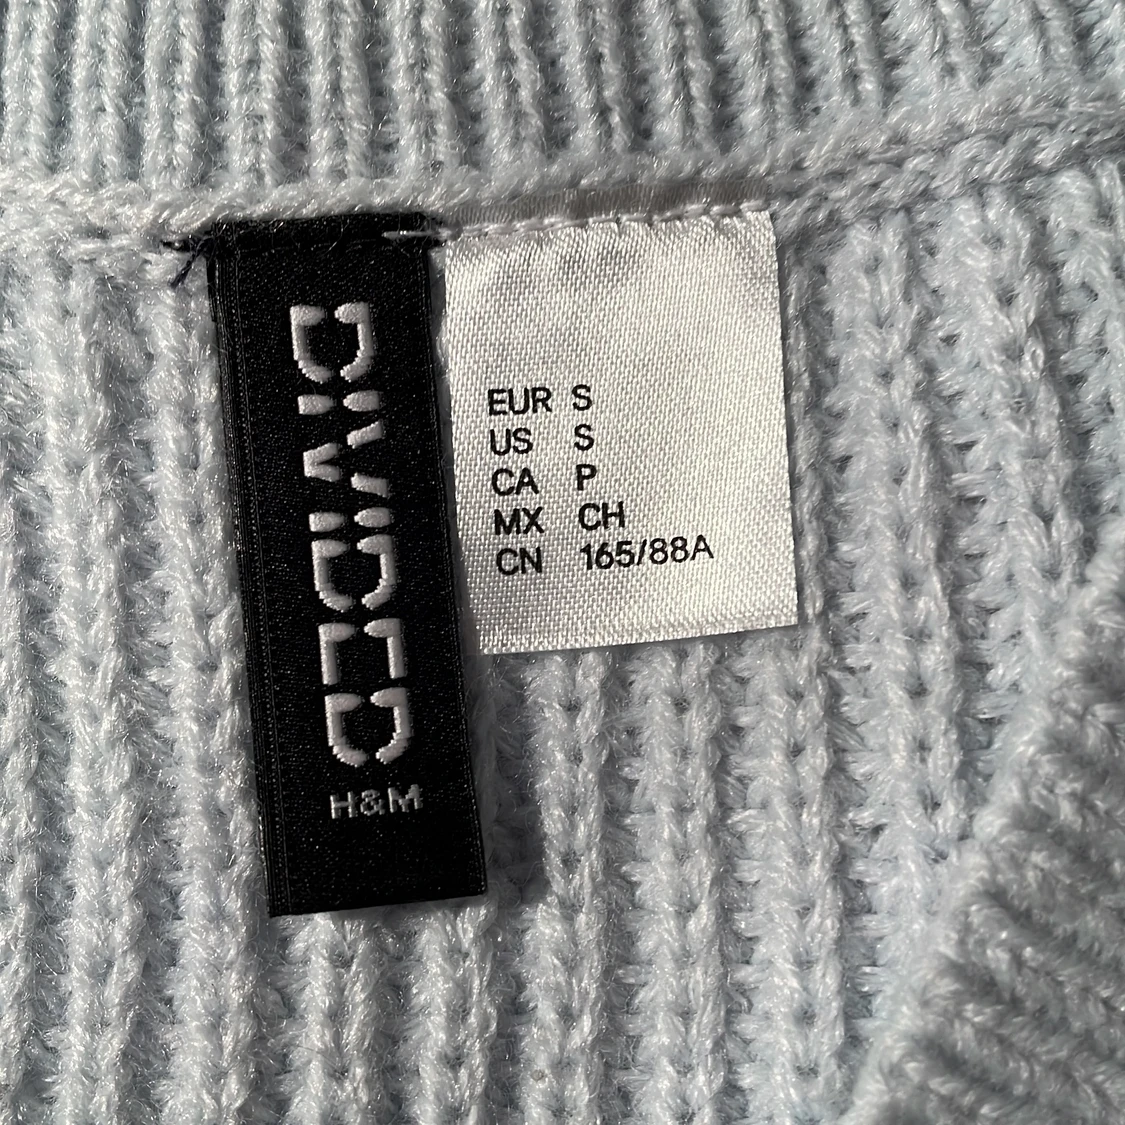 DIVIDED
H&M
EUR S
US S
CA P
MX CH
CN 165/88A